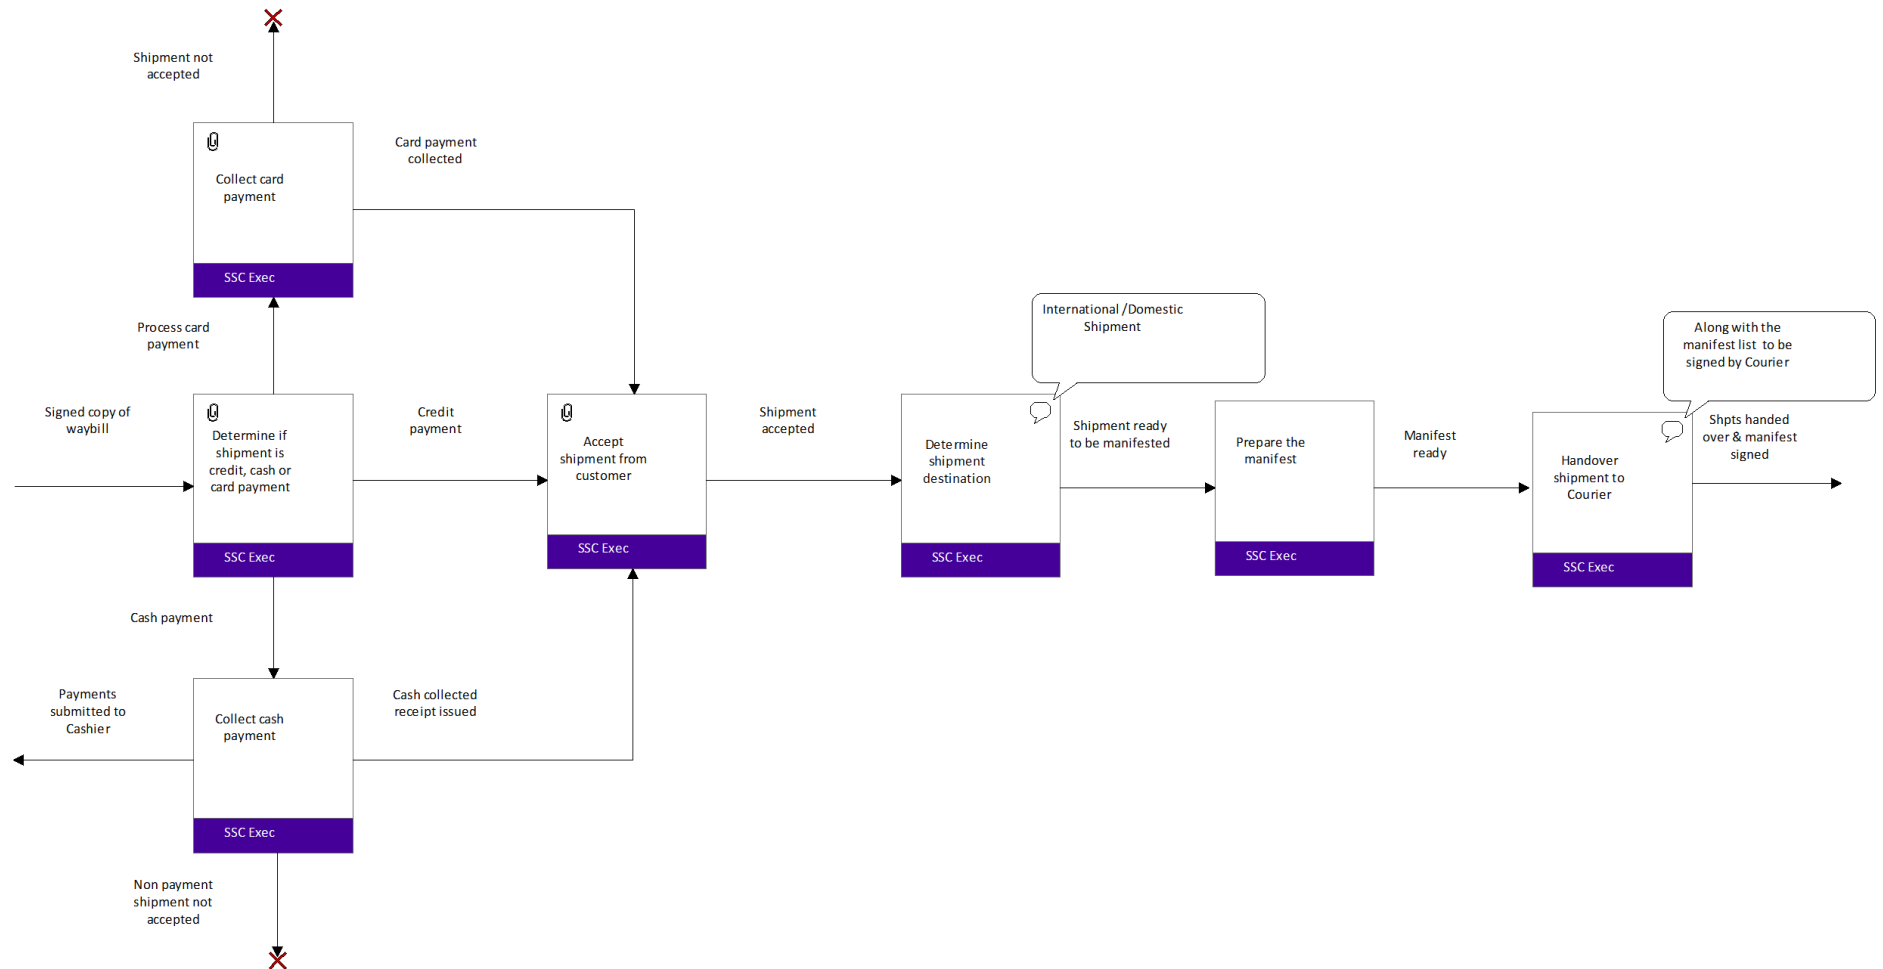 Shipment not
accepted
Collect card
payment
SSC Exec
Card payment
collected
Process card
payment
Signed copy of
waybill
Determine if
shipment is
credit, cash or
card payment
SSC Exec
Credit
payment
Accept
shipment from
customer
SSC Exec
Shipment
accepted
International /Domestic
Shipment
Determine
shipment
destination
SSC Exec
Shipment ready
to be manifested
Prepare the
manifest
SSC Exec
Manifest
ready
Along with the
manifest list to be
signed by Courier
Handover
shipment to
Courier
SSC Exec
Shpts handed
over & manifest
signed
Cash payment
Payments
submitted to
Cashier
Collect cash
payment
SSC Exec
Cash collected
receipt issued
Non payment
shipment not
accepted